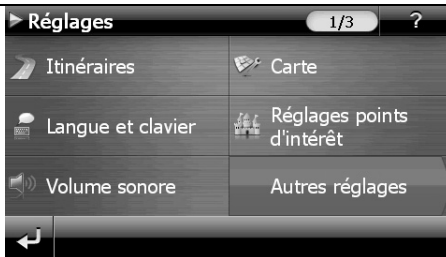 Réglages
1/3
?
Itinéraires
Carte
Langue et clavier
Réglages points
d'intérêt
Volume sonore
Autres réglages